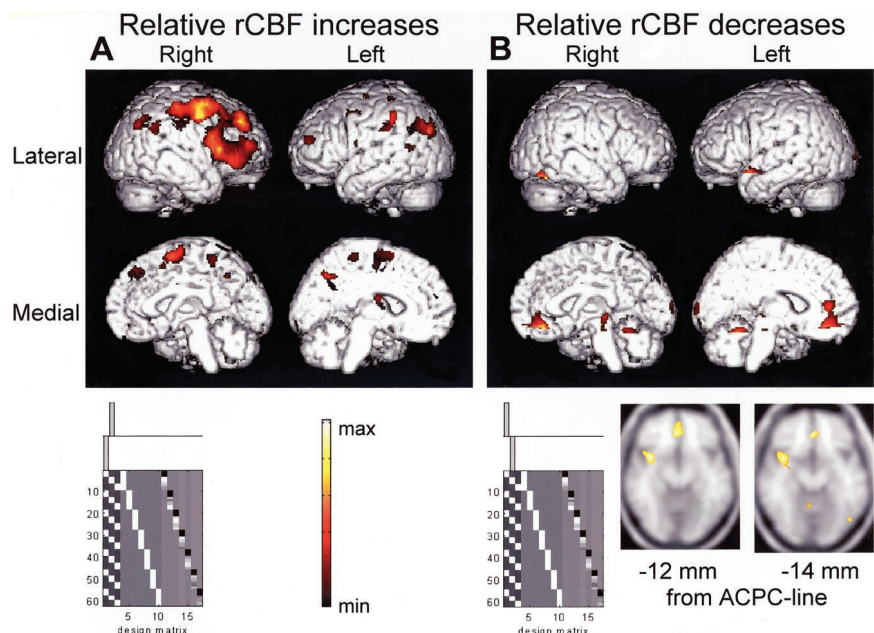 Relative rCBF increases
A
Right
Left
Relative rCBF decreases
B
Right
Left
Lateral
Medial
max
min
10
20
30
40
50
60
5
10
15
design matrix
10
20
30
40
50
60
5
10
15
design matrix
-12 mm
-14 mm
from ACPC-line